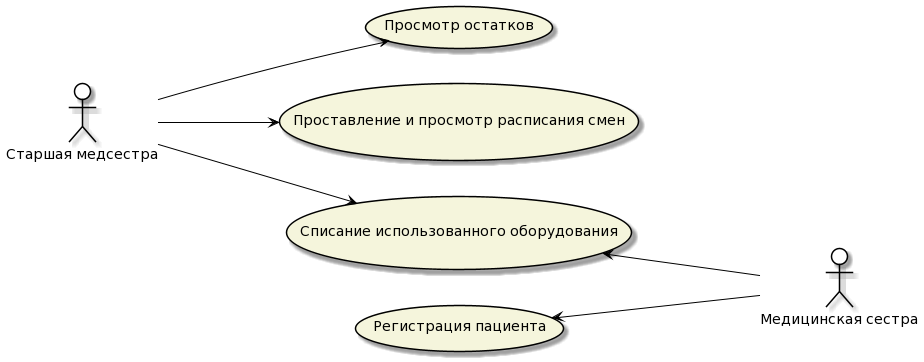 Просмотр остатков
Проставление и просмотр расписания смен
Старшая медсестра
Списание использованного оборудования
Медицинская сестра
Регистрация пациента